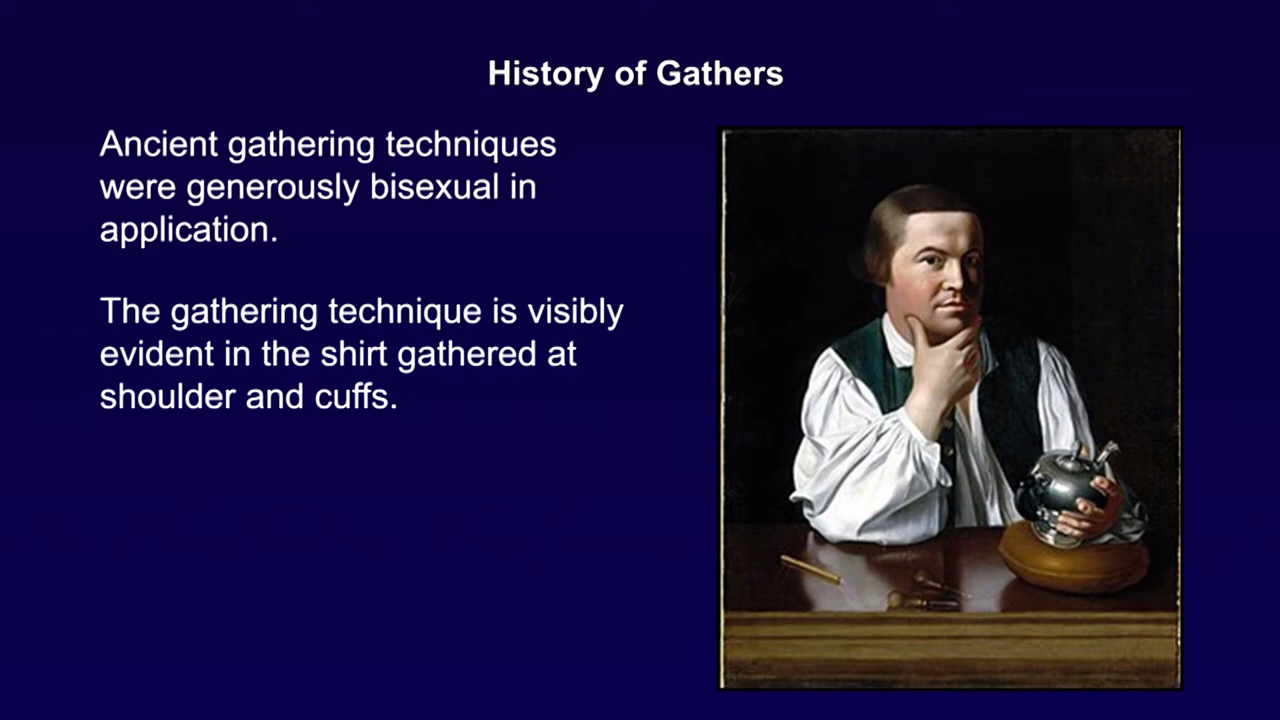 History of Gathers
Ancient gathering techniques
were generously bisexual in
application.
The gathering technique is visibly
evident in the shirt gathered at
shoulder and cuffs.